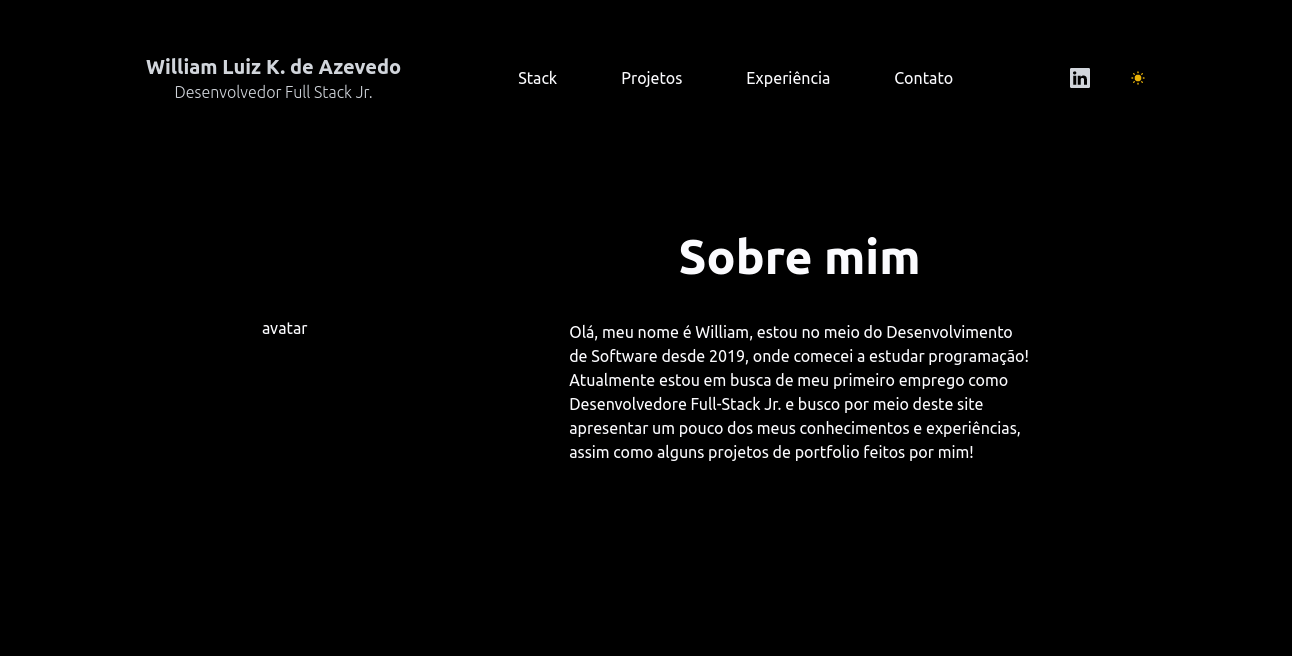 William Luiz K. de Azevedo
Desenvolvedor Full Stack Jr.
Stack
Projetos
Experiência
Contato
in
Sobre mim
avatar
Olá, meu nome é William, estou no meio do Desenvolvimento
de Software desde 2019, onde comecei a estudar programação!
Atualmente estou em busca de meu primeiro emprego como
Desenvolvedore Full-Stack Jr. e busco por meio deste site
apresentar um pouco dos meus conhecimentos e experiências,
assim como alguns projetos de portfolio feitos por mim!